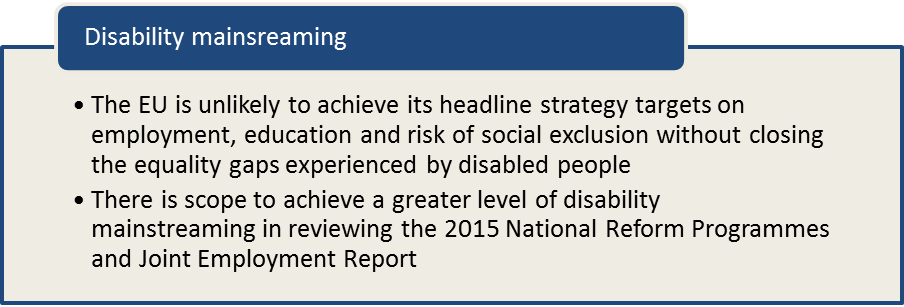 Disability mainsreaming
• The EU is unlikely to achieve its headline strategy targets on
employment, education and risk of social exclusion without closing
the equality gaps experienced by disabled people
• There is scope to achieve a greater level of disability
mainstreaming in reviewing the 2015 National Reform Programmes
and Joint Employment Report